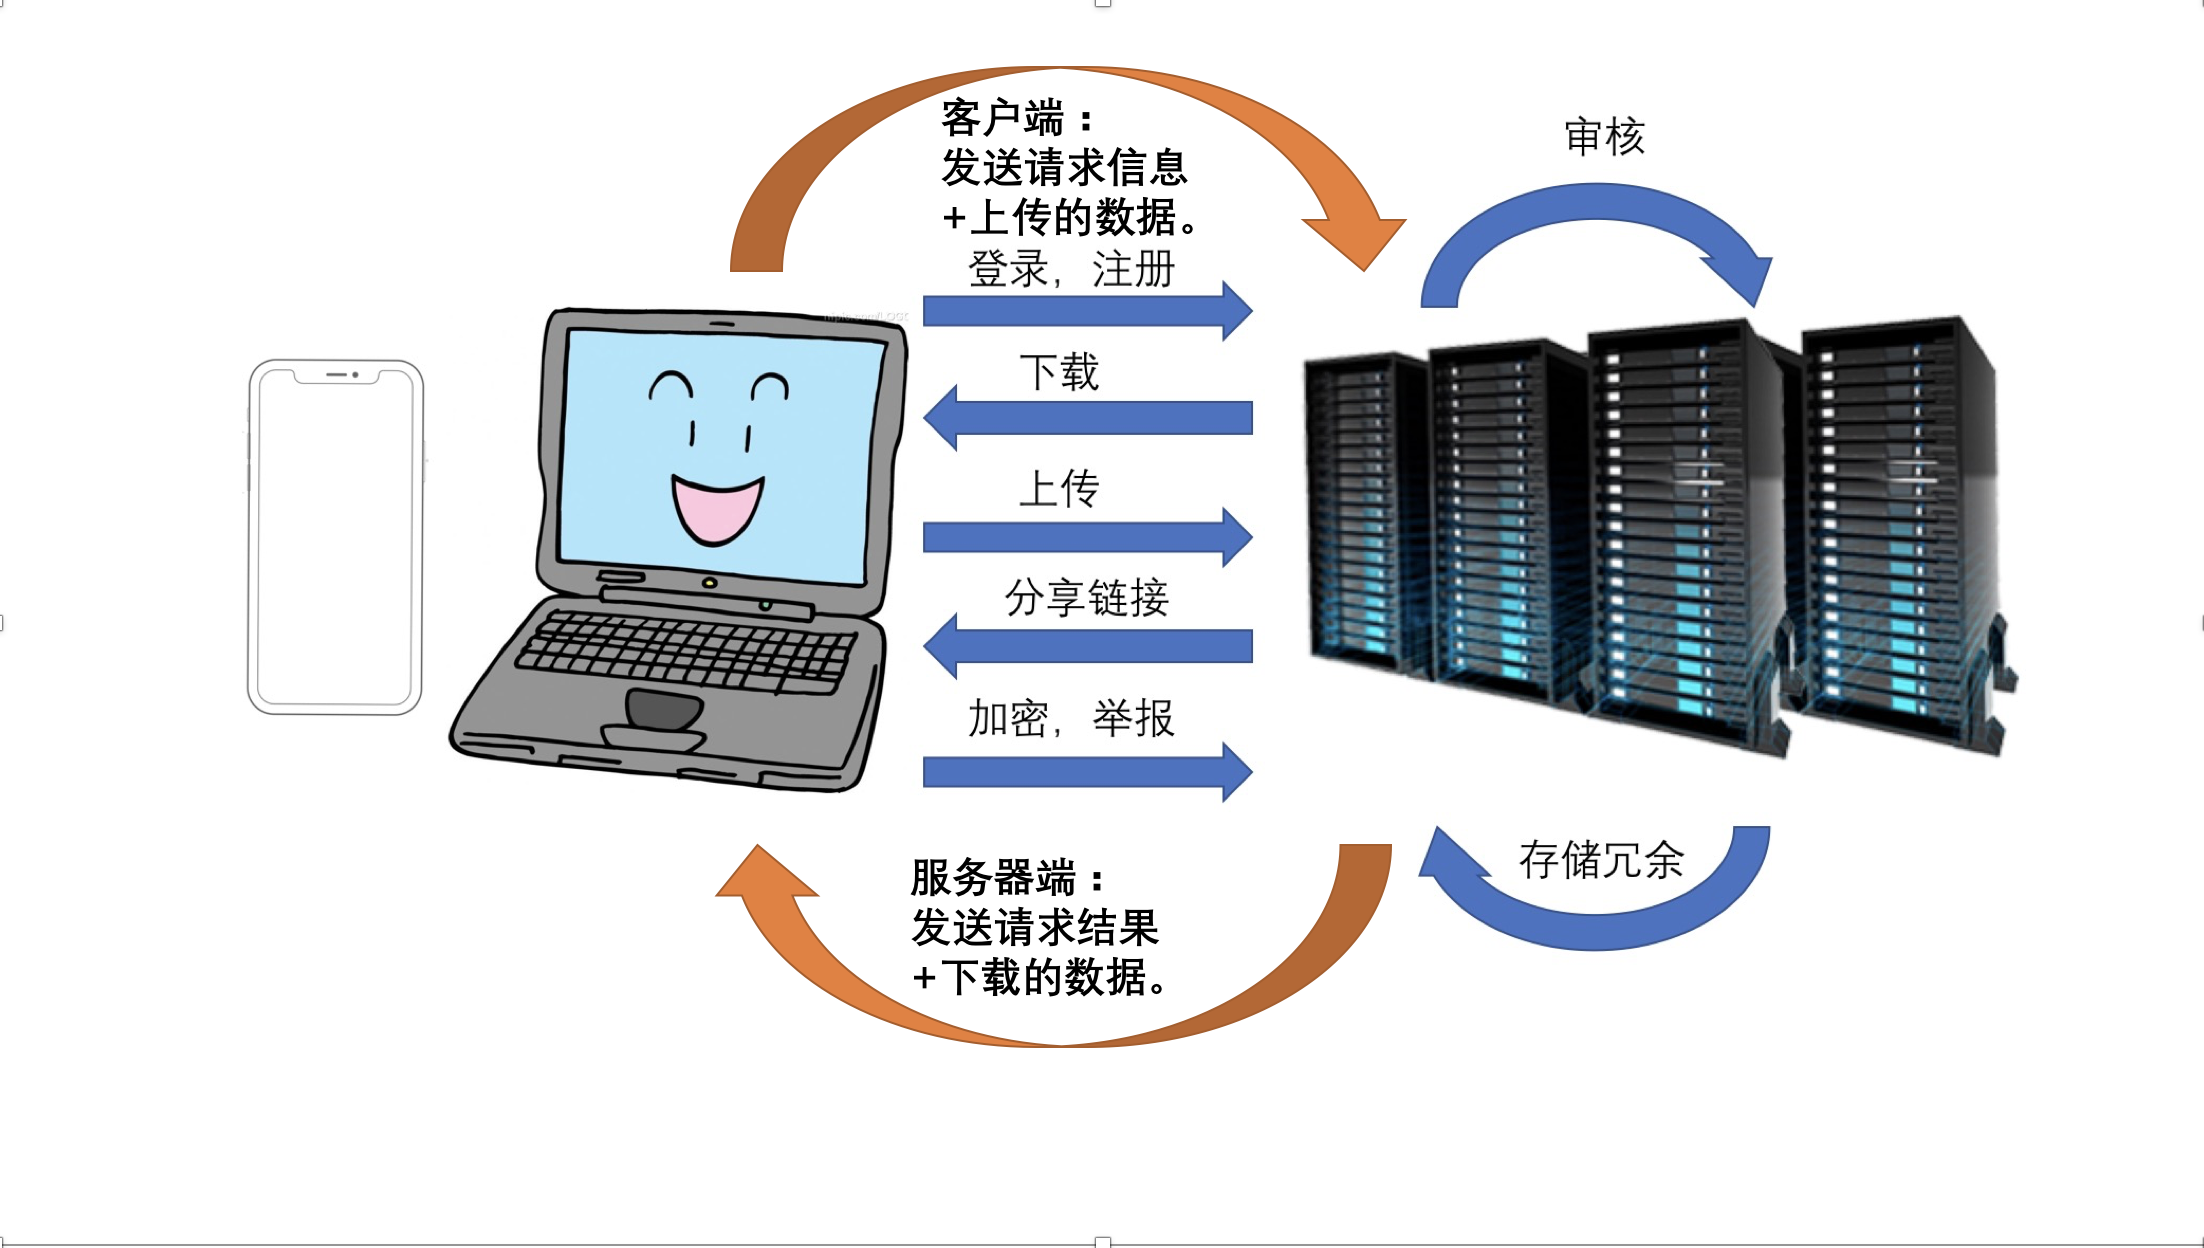 客户端：
发送请求信息
+上传的数据。
审核
登录，注册
下载
上传
分享链接
加密，举报
服务器端：
发送请求结果
+下载的数据。
存储冗余